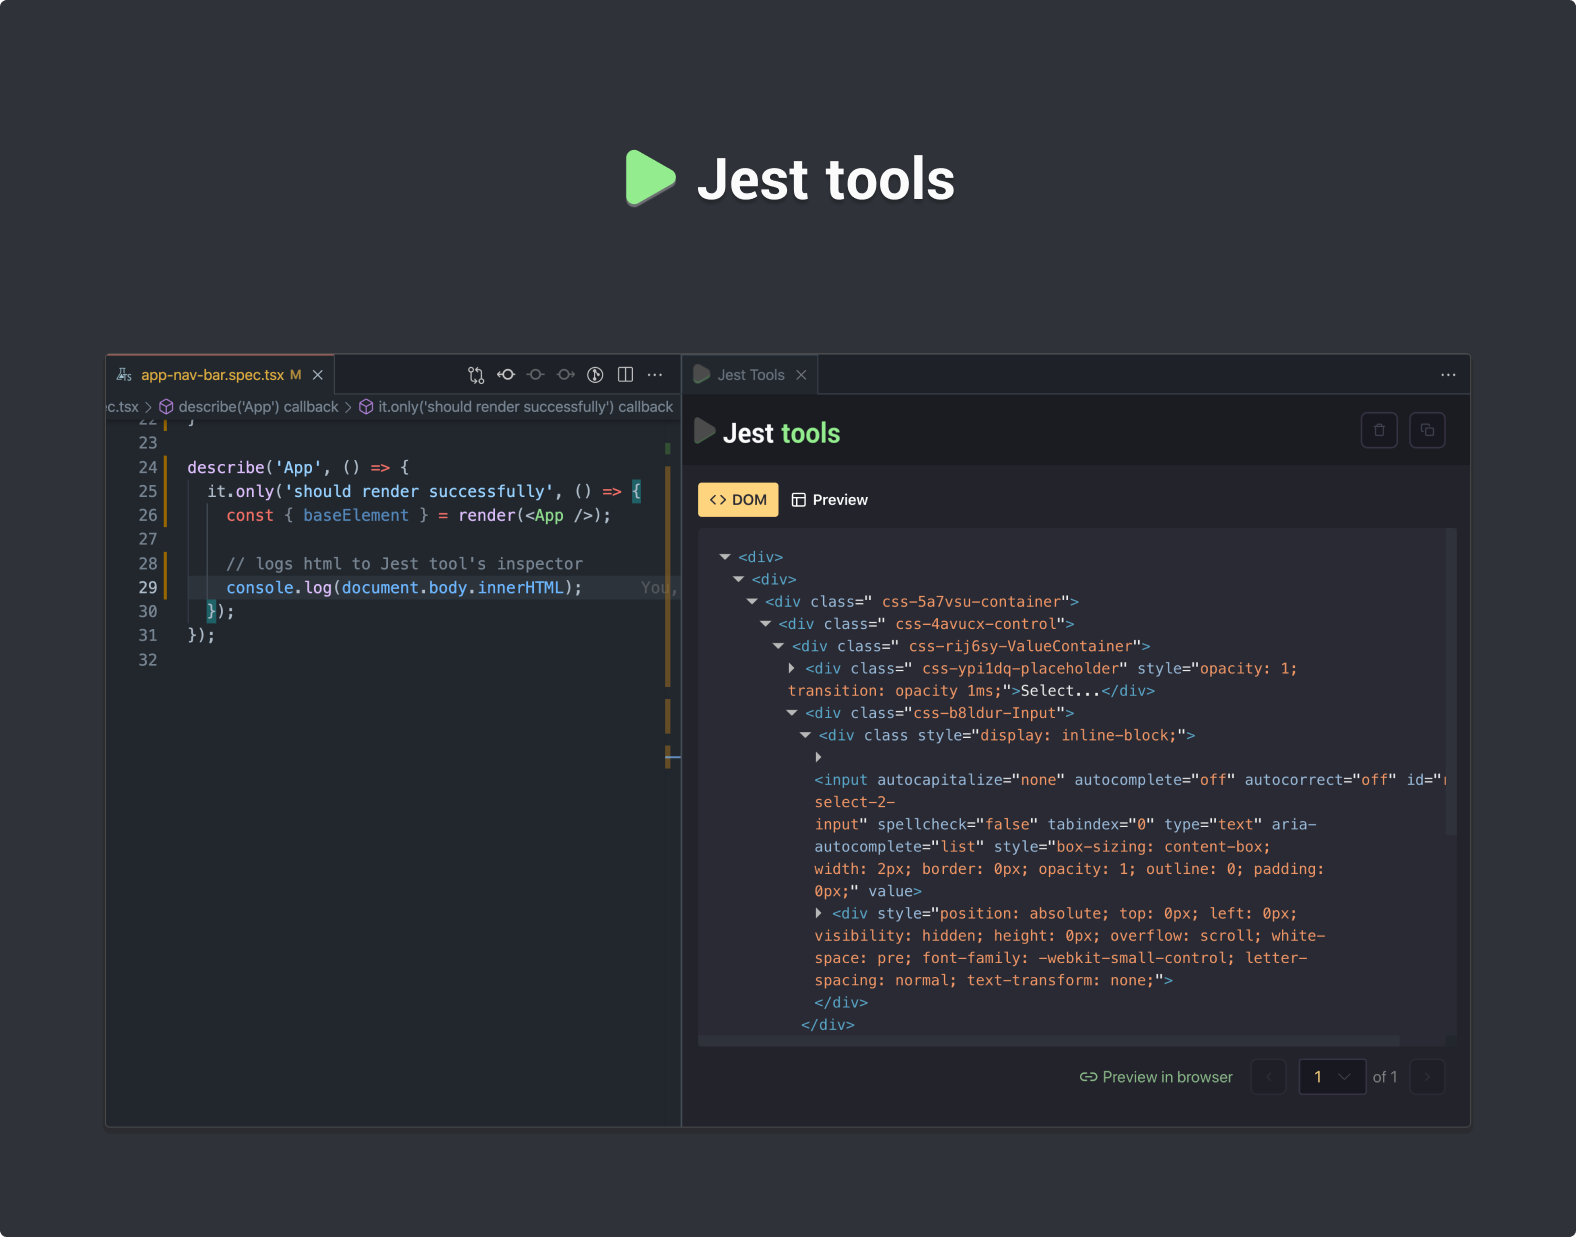 Jest tools
app-nav-bar.spec.tsx M
c.tsx > describe('App') callback > it.only('should render successfully') callback
22 }
23
24 describe('App', () => {
25 it.only('should render successfully', () => {
26 const { baseElement } = render(<App />);
27
28 // logs html to Jest tool's inspector
29 console.log(document.body.innerHTML); You,
30 });
31 });
32
Jest Tools
Jest tools
<> DOM Preview
<div>
<div>
<div class=" css-5a7vsu-container">
<div class=" css-4avucx-control">
<div class=" css-rij6sy-ValueContainer">
<div class=" css-ypi1dq-placeholder" style="opacity: 1;
transition: opacity 1ms;">Select...</div>
<div class="css-b8ldur-Input">
<div class style="display: inline-block;">
<input autocapitalize="none" autocomplete="off" autocorrect="off" id="
select-2-
input" spellcheck="false" tabindex="0" type="text" aria-
autocomplete="list" style="box-sizing: content-box;
width: 2px; border: 0px; opacity: 1; outline: 0; padding:
0px;" value>
<div style="position: absolute; top: 0px; left: 0px;
visibility: hidden; height: 0px; overflow: scroll; white-
space: pre; font-family: -webkit-small-control; letter-
spacing: normal; text-transform: none;">
</div>
</div>
Preview in browser 1 of 1